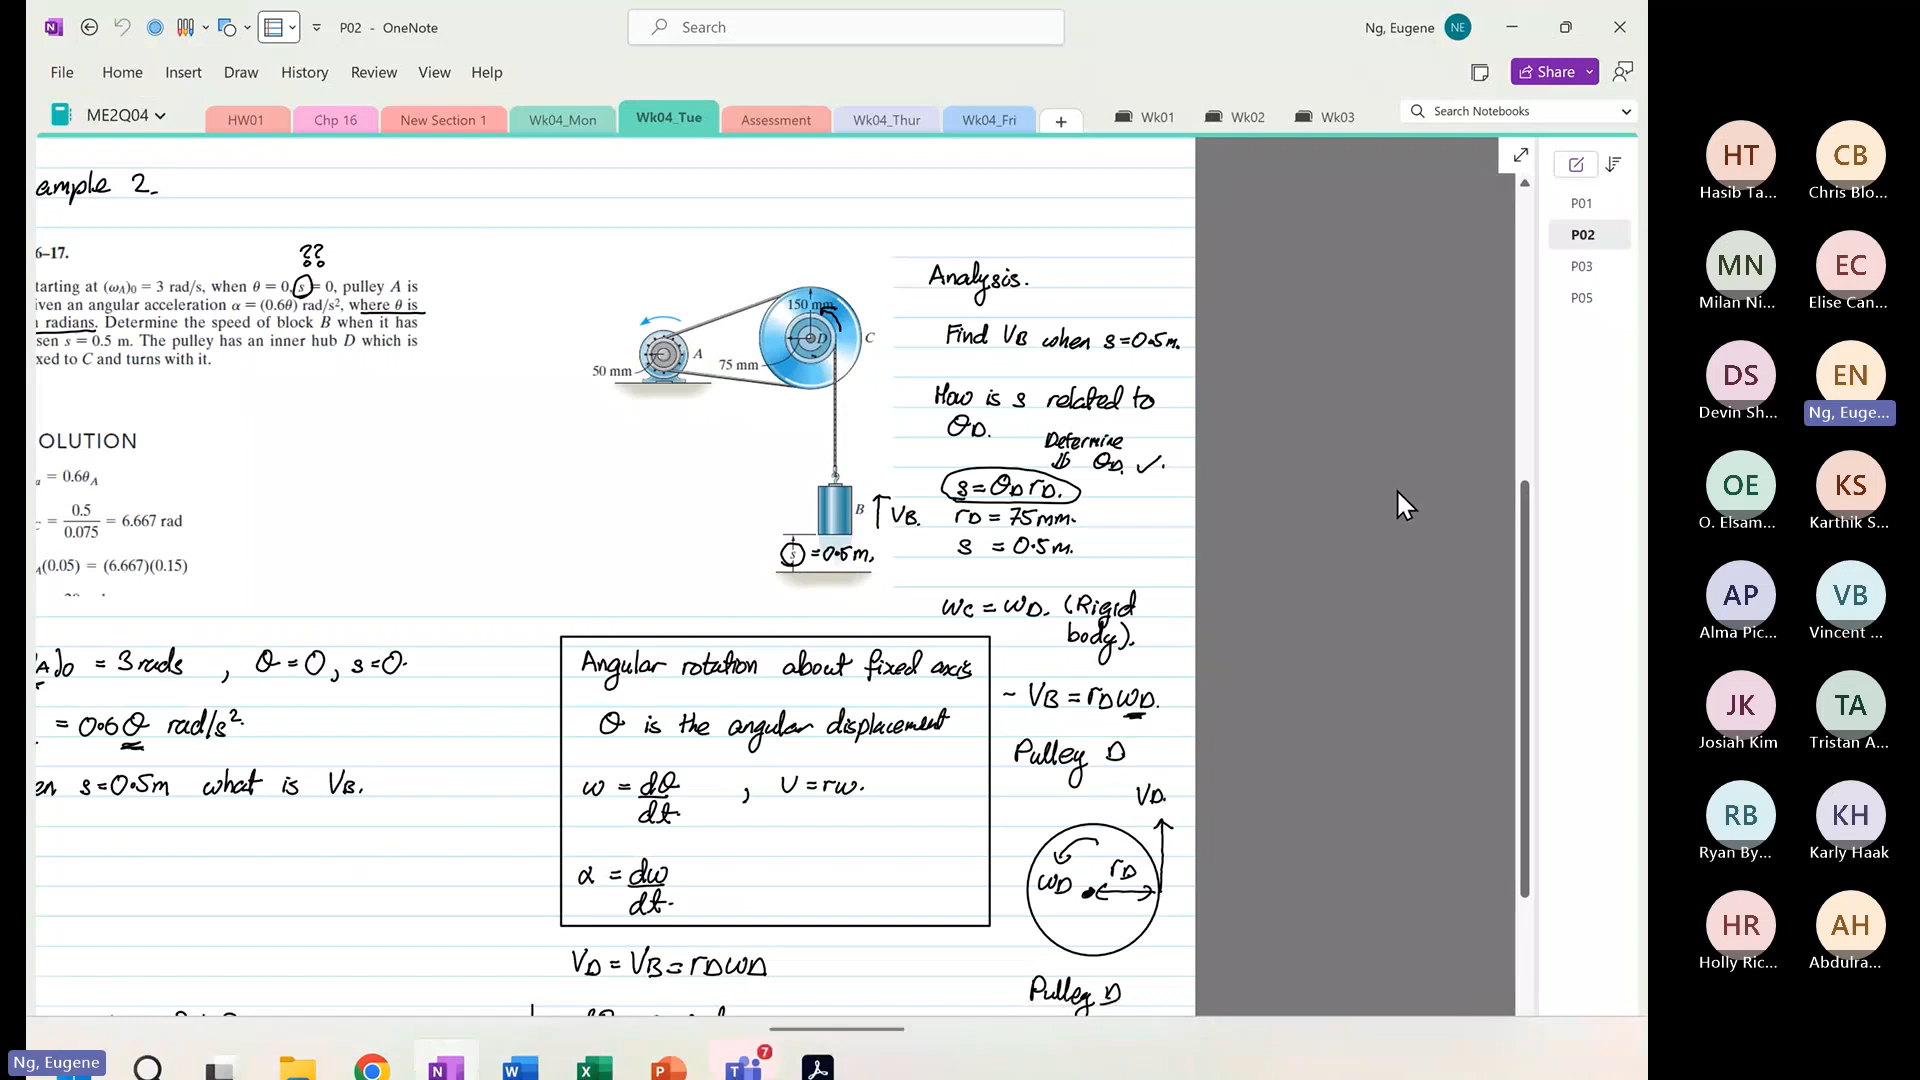 P02 - OneNote
Search
Ng, Eugene
NE
File
Home
Insert
Draw
History
Review
View
Help
Share
ME2Q04
HW01
Chp 16
New Section 1
Wk04_Mon
Wk04_Tue
Assessment
Wk04_Thur
Wk04_Fri
+
Wk01
Wk02
Wk03
Search Notebooks
P01
P02
P03
P05
ample 2.
6–17.
??
tarting at (ωA)0 = 3 rad/s, when θ = 0, s = 0, pulley A is
iven an angular acceleration α = (0.6θ) rad/s², where θ is
n radians. Determine the speed of block B when it has
sen s = 0.5 m. The pulley has an inner hub D which is
xed to C and turns with it.
OLUTION
a = 0.6θA
= 0.5/0.075 = 6.667 rad
A(0.05) = (6.667)(0.15)
150 mm
D
C
A
50 mm
75 mm
B
VB.
s = 0.5m,
Analysis.
Find VB when s=0.5m.
How is s related to
θD.
Determine
θD. ✓.
s = θD rD.
rD = 75mm.
s = 0.5m.
ωC = ωD. (Rigid
body).
~ VB = rDωD.
Pulley D
VD.
ωD
rD
Pulley D
A)0 = 3 rads , θ = 0, s=0.
= 0.6θ rad/s².
en s=0.5m what is VB.
Angular rotation about fixed axis
θ is the angular displacement
ω = dθ/dt , U = rω.
α = dω/dt.
VD = VB = rDωD
HT
Hasib Ta...
CB
Chris Blo...
MN
Milan Ni...
EC
Elise Can...
DS
Devin Sh...
EN
Ng, Euge...
OE
O. Elsam...
KS
Karthik S...
AP
Alma Pic...
VB
Vincent ...
JK
Josiah Kim
TA
Tristan A...
RB
Ryan By...
KH
Karly Haak
HR
Holly Ric...
AH
Abdulra...
Ng, Eugene
7